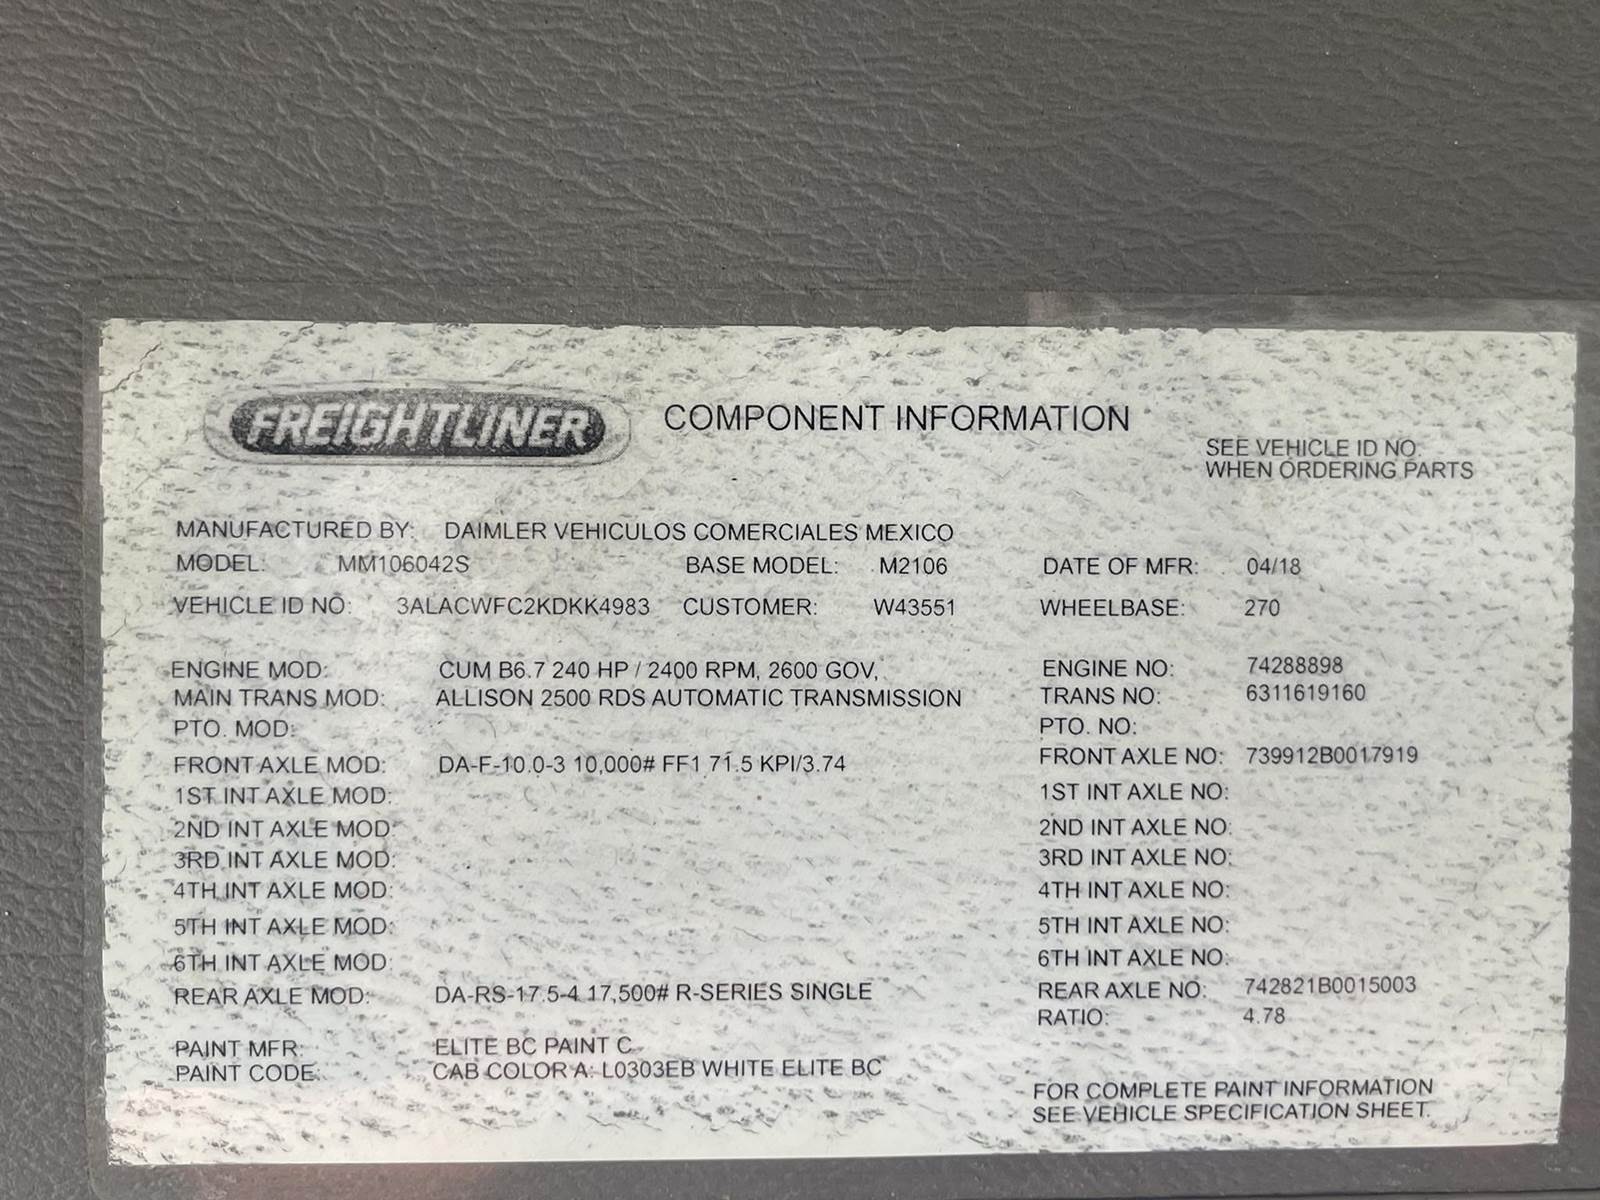 FREIGHTLINER COMPONENT INFORMATION
SEE VEHICLE ID NO.
WHEN ORDERING PARTS
MANUFACTURED BY: DAIMLER VEHICULOS COMERCIALES MEXICO
MODEL: MM106042S BASE MODEL: M2106 DATE OF MFR: 04/18
VEHICLE ID NO: 3ALACWFC2KDKK4983 CUSTOMER: W43551 WHEELBASE: 270
ENGINE MOD: CUM B6.7 240 HP / 2400 RPM, 2600 GOV, ENGINE NO: 74288898
MAIN TRANS MOD: ALLISON 2500 RDS AUTOMATIC TRANSMISSION TRANS NO: 6311619160
PTO. MOD: PTO. NO:
FRONT AXLE MOD: DA-F-10.0-3 10,000# FF1 71.5 KPI/3.74 FRONT AXLE NO: 739912B0017919
1ST INT AXLE MOD: 1ST INT AXLE NO:
2ND INT AXLE MOD: 2ND INT AXLE NO:
3RD INT AXLE MOD: 3RD INT AXLE NO:
4TH INT AXLE MOD: 4TH INT AXLE NO:
5TH INT AXLE MOD: 5TH INT AXLE NO:
6TH INT AXLE MOD: 6TH INT AXLE NO:
REAR AXLE MOD: DA-RS-17.5-4 17,500# R-SERIES SINGLE REAR AXLE NO: 742821B0015003
RATIO: 4.78
PAINT MFR: ELITE BC PAINT C
PAINT CODE: CAB COLOR A: L0303EB WHITE ELITE BC
FOR COMPLETE PAINT INFORMATION
SEE VEHICLE SPECIFICATION SHEET.